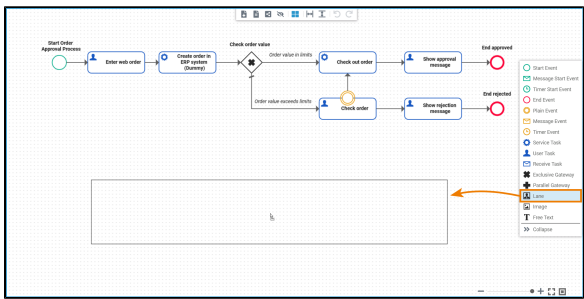 Start Order
Approval Process
Enter web order
Create order in
ERP system
(Dummy)
Check order value
Order value in limits
Check out order
Show approval
message
End approved
Order value exceeds limits
Check order
Show rejection
message
End rejected
Start Event
Message Start Event
Timer Start Event
End Event
Plain Event
Message Event
Timer Event
Service Task
User Task
Receive Task
Exclusive Gateway
Parallel Gateway
Lane
Image
T Free Text
Collapse